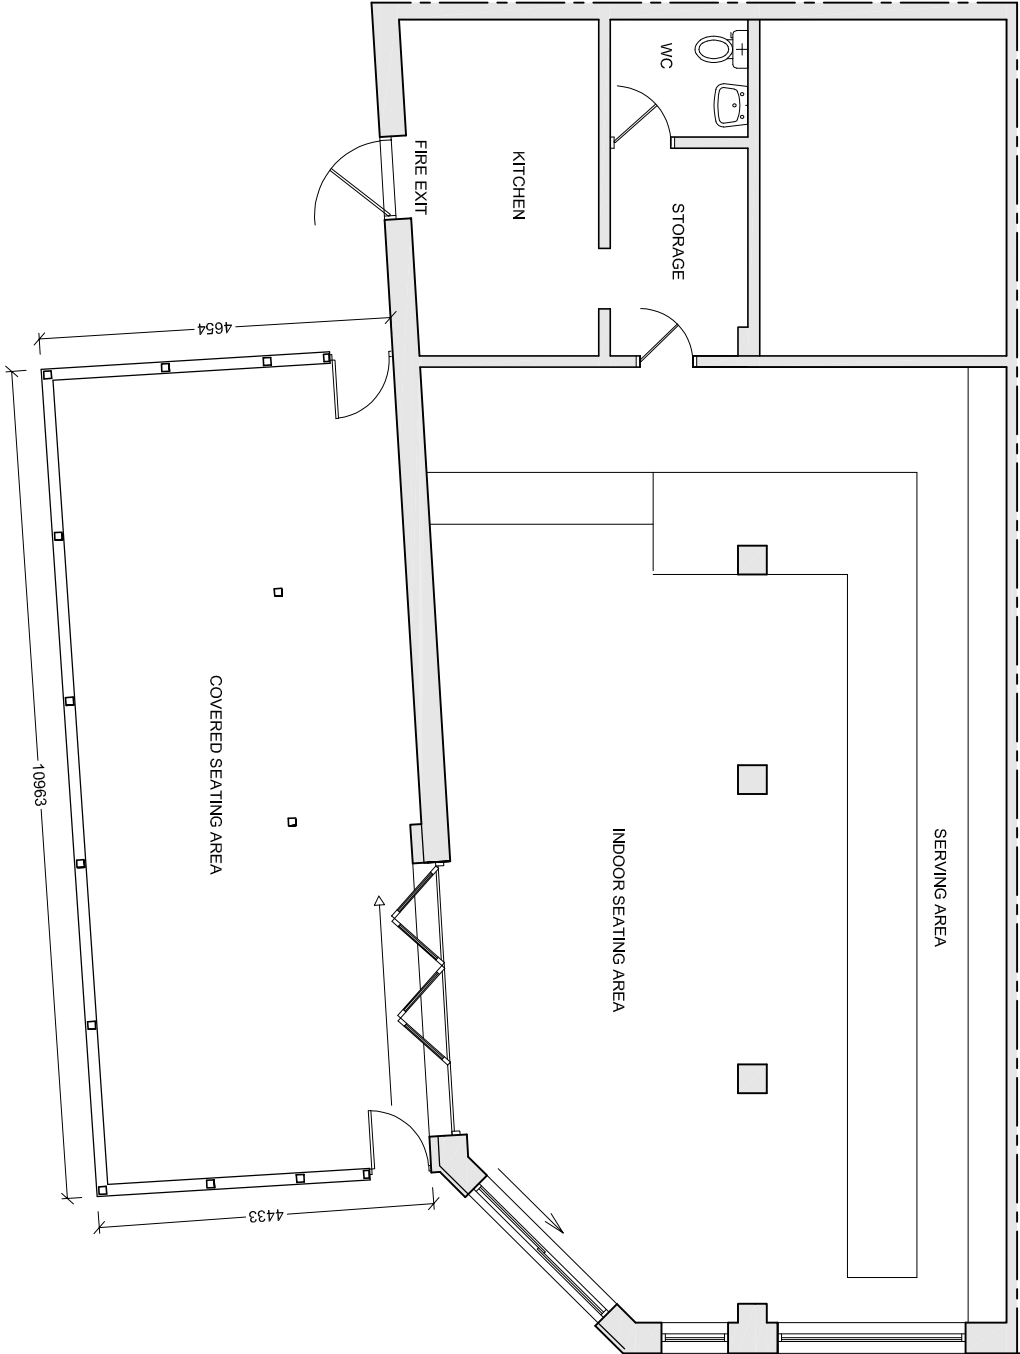 WC
FIRE EXIT
KITCHEN
STORAGE
4654
COVERED SEATING AREA
10963
INDOOR SEATING AREA
SERVING AREA
4433